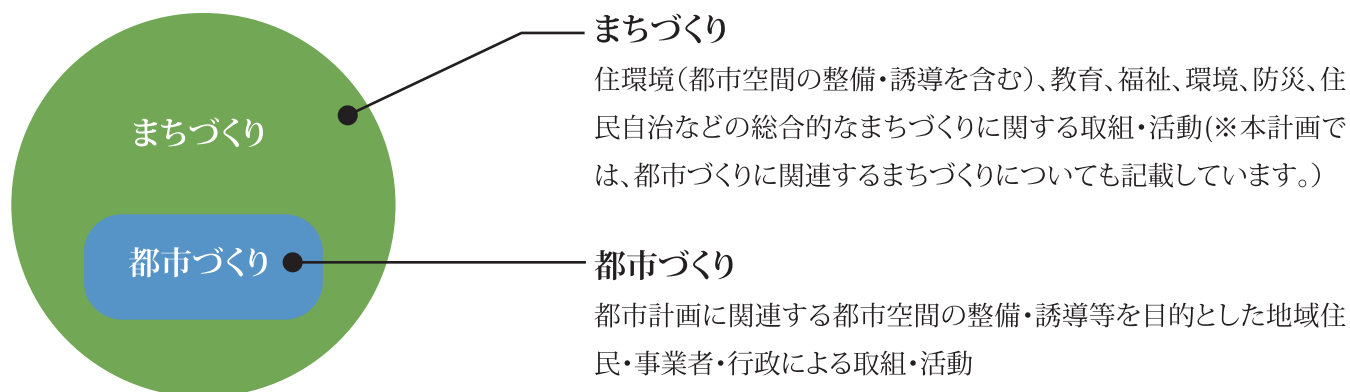 まちづくり
都市づくり
まちづくり
住環境（都市空間の整備・誘導を含む）、教育、福祉、環境、防災、住
民自治などの総合的なまちづくりに関する取組・活動(※本計画で
は、都市づくりに関連するまちづくりについても記載しています。）
都市づくり
都市計画に関連する都市空間の整備・誘導等を目的とした地域住
民・事業者・行政による取組・活動